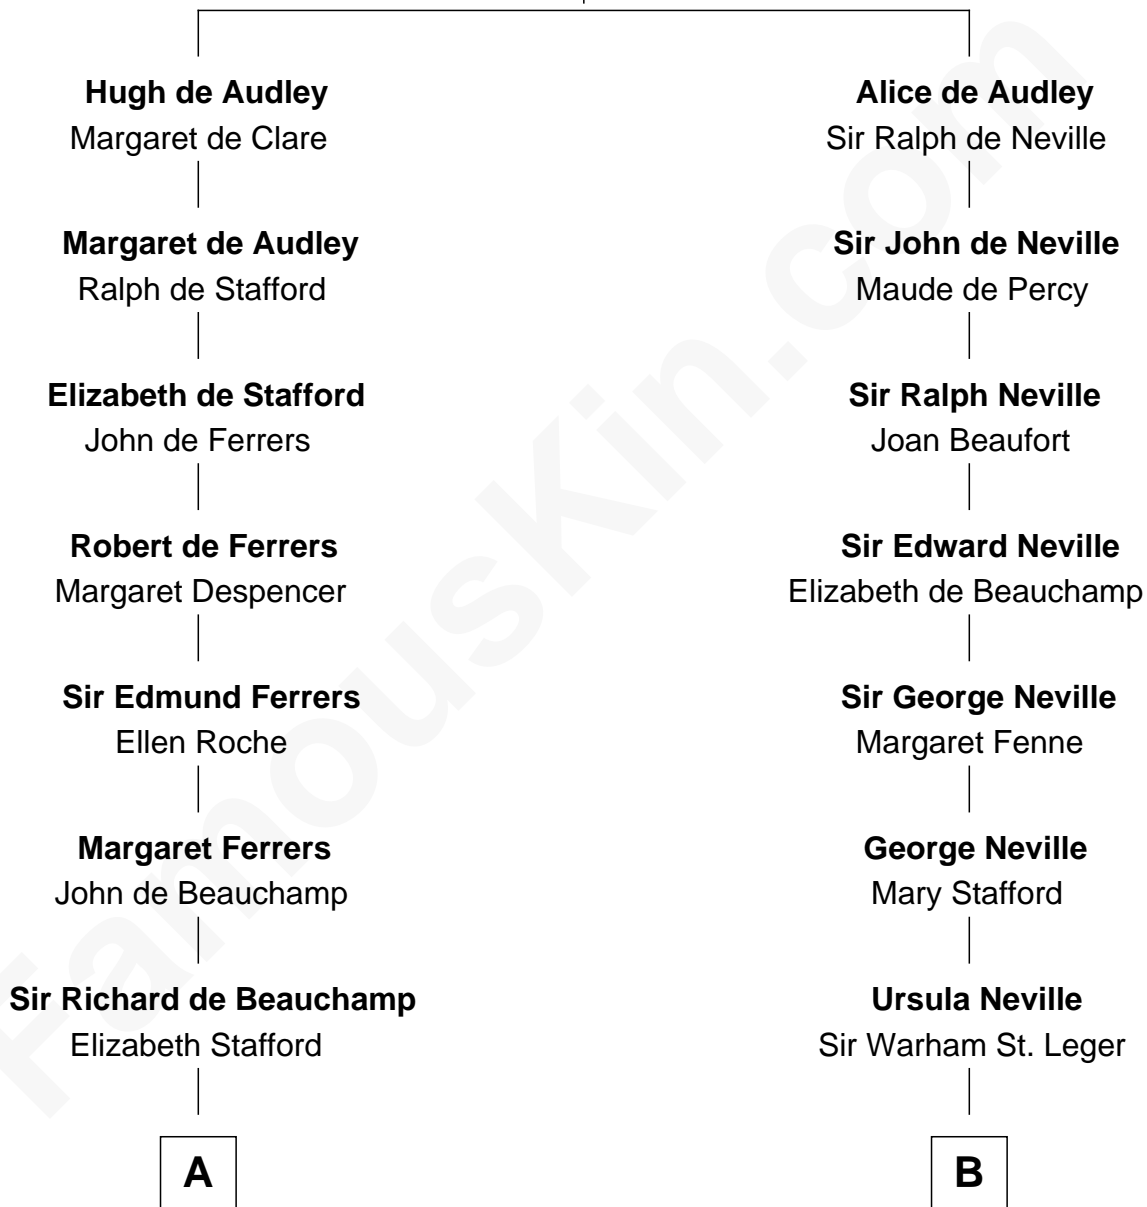 Hugh de Audley
Margaret de Clare
Margaret de Audley
Ralph de Stafford
Elizabeth de Stafford
John de Ferrers
Robert de Ferrers
Margaret Despencer
Sir Edmund Ferrers
Ellen Roche
Margaret Ferrers
John de Beauchamp
Sir Richard de Beauchamp
Elizabeth Stafford
A
Alice de Audley
Sir Ralph de Neville
Sir John de Neville
Maude de Percy
Sir Ralph Neville
Joan Beaufort
Sir Edward Neville
Elizabeth de Beauchamp
Sir George Neville
Margaret Fenne
George Neville
Mary Stafford
Ursula Neville
Sir Warham St. Leger
B
FamousKin.com